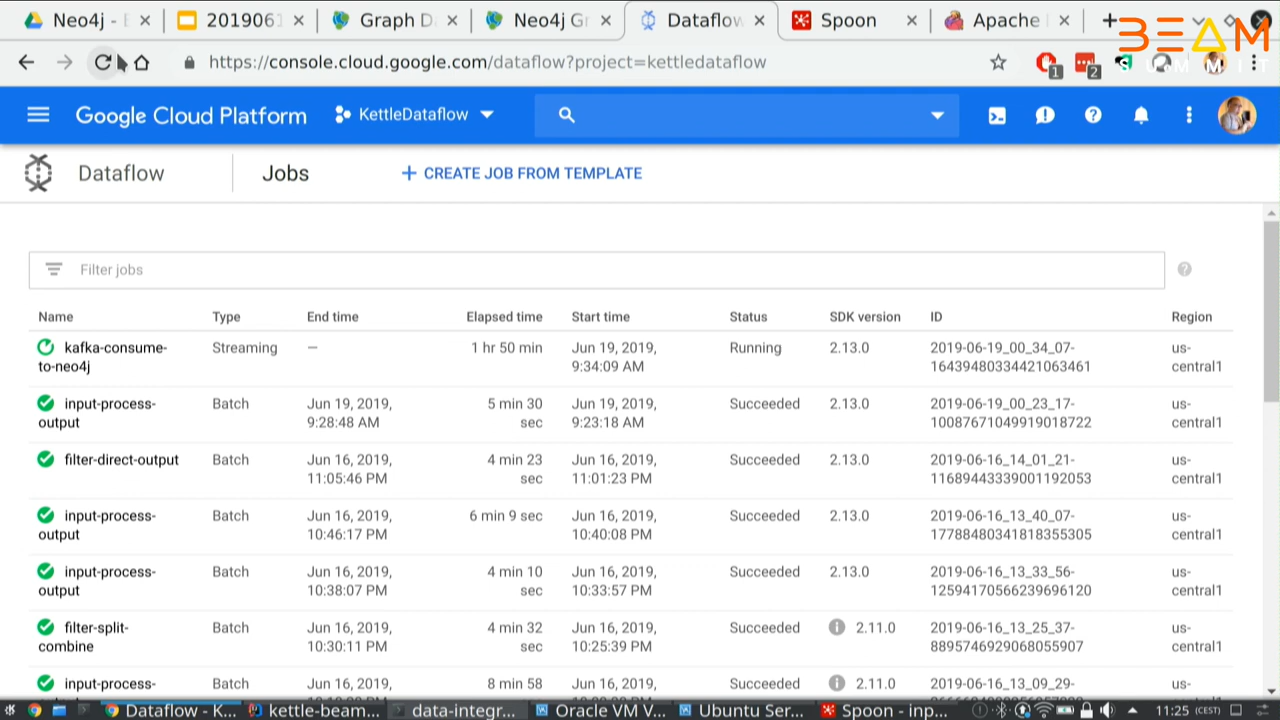 Neo4j - E
2019061
Graph D
Neo4j Gr
Dataflow
Spoon
Apache
BEAM
SUMMIT
https://console.cloud.google.com/dataflow?project=kettledataflow
1
2
Google Cloud Platform
KettleDataflow
Dataflow
Jobs
+ CREATE JOB FROM TEMPLATE
Filter jobs
Name Type End time Elapsed time Start time Status SDK version ID Region
kafka-consume- Streaming – 1 hr 50 min Jun 19, 2019, Running 2.13.0 2019-06-19_00_34_07- us-
to-neo4j 9:34:09 AM 16439480334421063461 central1
input-process- Batch Jun 19, 2019, 5 min 30 Jun 19, 2019, Succeeded 2.13.0 2019-06-19_00_23_17- us-
output 9:28:48 AM sec 9:23:18 AM 10087671049919018722 central1
filter-direct-output Batch Jun 16, 2019, 4 min 23 Jun 16, 2019, Succeeded 2.13.0 2019-06-16_14_01_21- us-
11:05:46 PM sec 11:01:23 PM 11689443339001192053 central1
input-process- Batch Jun 16, 2019, 6 min 9 sec Jun 16, 2019, Succeeded 2.13.0 2019-06-16_13_40_07- us-
output 10:46:17 PM 10:40:08 PM 17788480341818355305 central1
input-process- Batch Jun 16, 2019, 4 min 10 Jun 16, 2019, Succeeded 2.13.0 2019-06-16_13_33_56- us-
output 10:38:07 PM sec 10:33:57 PM 12594170566239696120 central1
filter-split- Batch Jun 16, 2019, 4 min 32 Jun 16, 2019, Succeeded 2.11.0 2019-06-16_13_25_37- us-
combine 10:30:11 PM sec 10:25:39 PM 8895746929068055907 central1
input-process- Batch Jun 16, 2019, 8 min 58 Jun 16, 2019, Succeeded 2.11.0 2019-06-16_13_09_29- us-
Dataflow - K...
kettle-beam...
data-integr...
Oracle VM V...
Ubuntu Ser...
Spoon - inp...
11:25 (CEST)